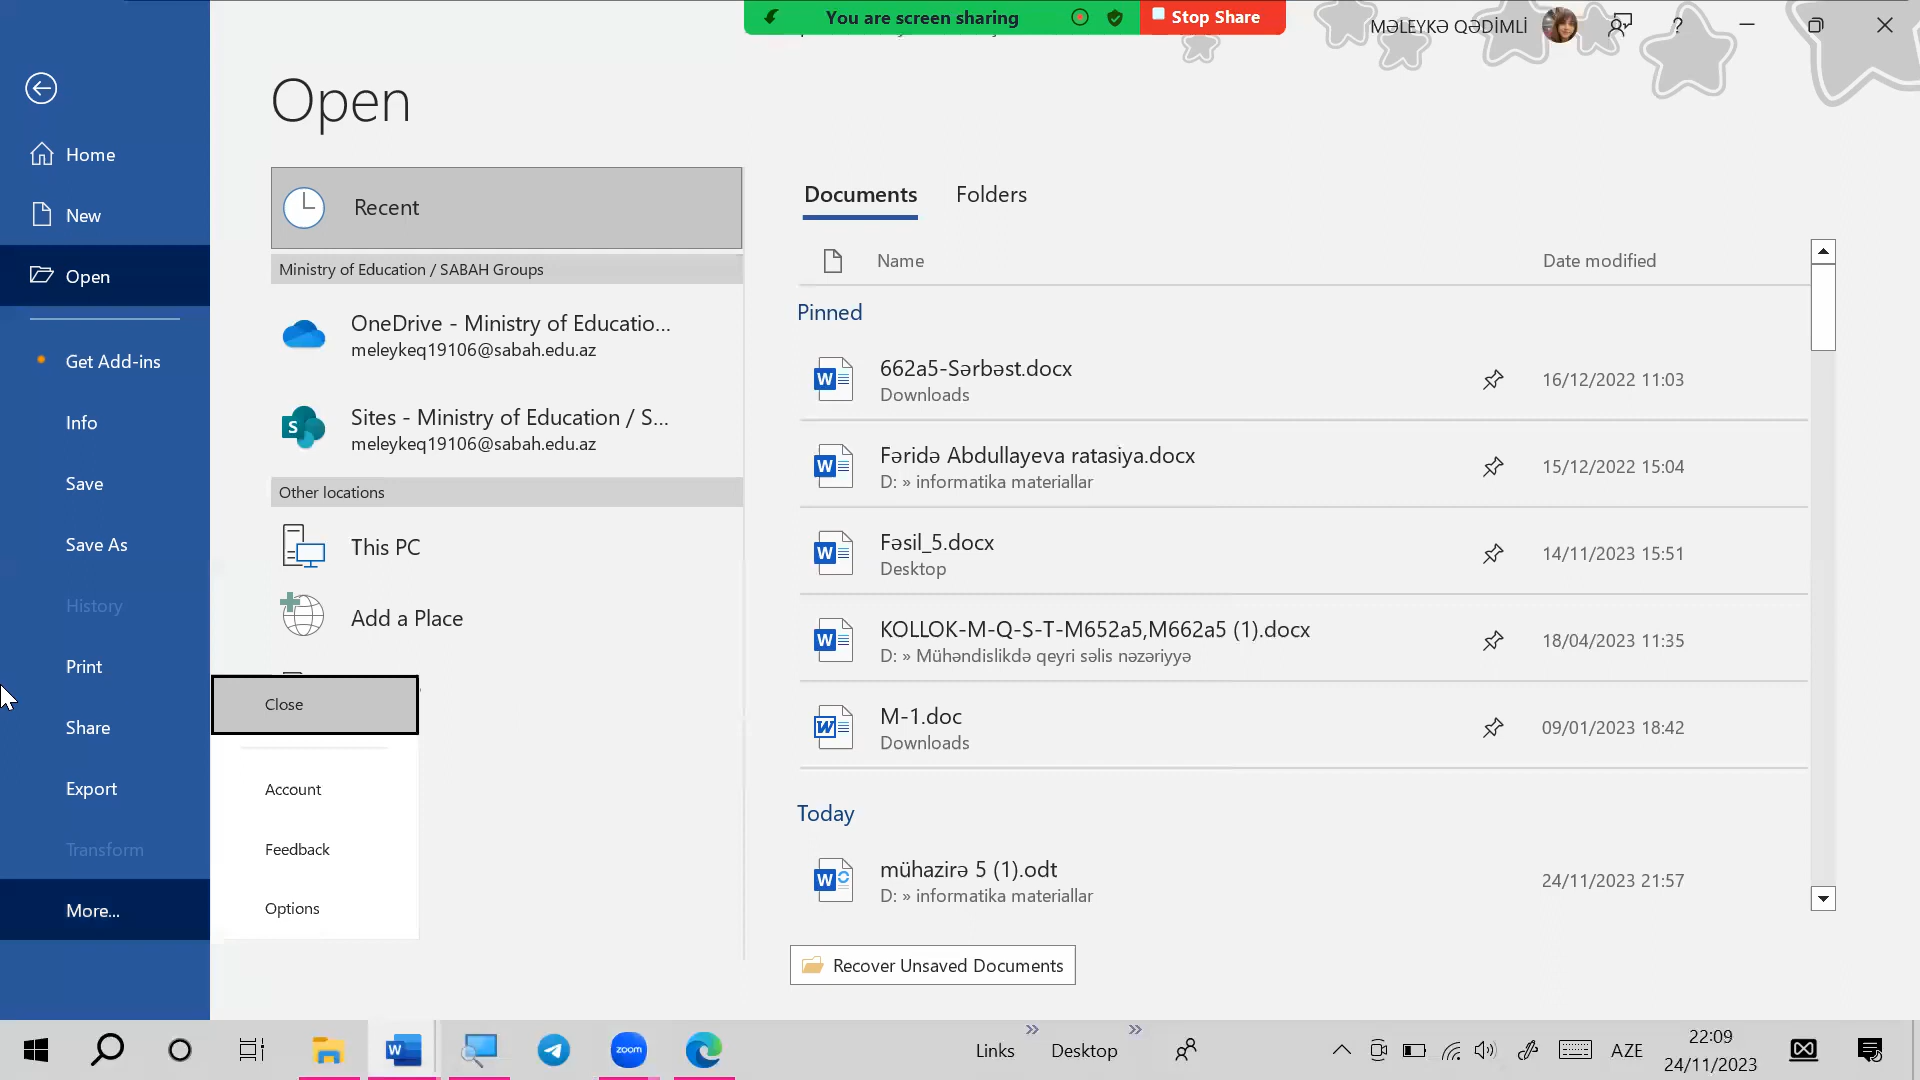 You are screen sharing
Stop Share
MƏLEYKƏ QƏDİMLİ
?
Open
Home
New
Open
Get Add-ins
Info
Save
Save As
History
Print
Share
Export
Transform
More...
Close
Account
Feedback
Options
Recent
Ministry of Education / SABAH Groups
OneDrive - Ministry of Educatio...
meleykeq19106@sabah.edu.az
Sites - Ministry of Education / S...
meleykeq19106@sabah.edu.az
Other locations
This PC
Add a Place
Documents Folders
Name Date modified
Pinned
662a5-Sərbəst.docx
Downloads
16/12/2022 11:03
Fəridə Abdullayeva ratasiya.docx
D: » informatika materiallar
15/12/2022 15:04
Fəsil_5.docx
Desktop
14/11/2023 15:51
KOLLOK-M-Q-S-T-M652a5,M662a5 (1).docx
D: » Mühəndislikdə qeyri səlis nəzəriyyə
18/04/2023 11:35
M-1.doc
Downloads
09/01/2023 18:42
Today
mühazirə 5 (1).odt
D: » informatika materiallar
24/11/2023 21:57
Recover Unsaved Documents
zoom
Links » Desktop »
AZE
22:09
24/11/2023